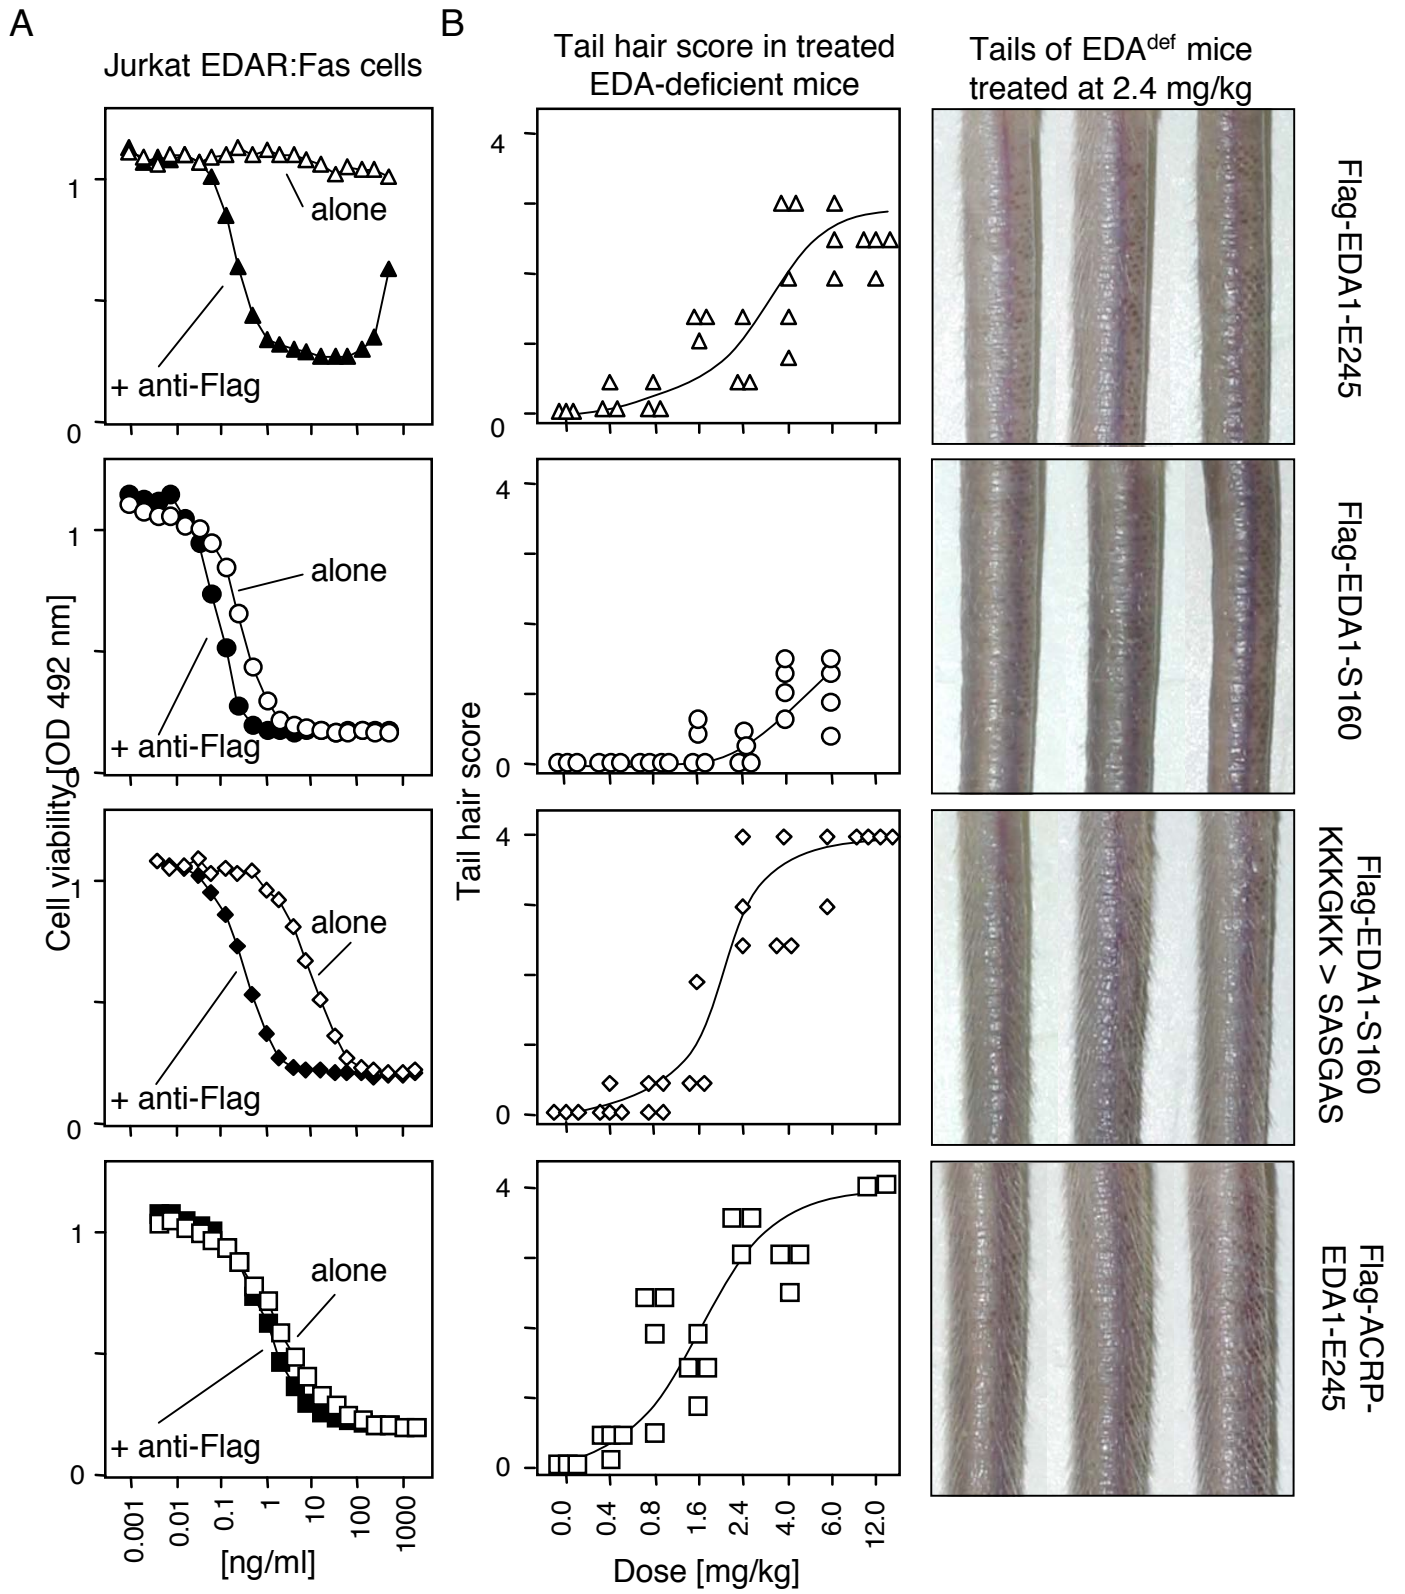 A
B
Jurkat EDAR:Fas cells
Tail hair score in treated
EDA-deficient mice
Tails of EDAdef mice
treated at 2.4 mg/kg
1
alone
+ anti-Flag
0
4
0
Flag-EDA1-E245
1
alone
+ anti-Flag
0
4
0
Flag-EDA1-S160
Cell viability [OD 492 nm]
Tail hair score
1
alone
+ anti-Flag
0
4
0
Flag-EDA1-S160
KKKGKK > SASGAS
1
alone
+ anti-Flag
0
4
0
Flag-ACRP-
EDA1-E245
0.001 0.01 0.1 1 10 100 1000
[ng/ml]
0.0 0.4 0.8 1.6 2.4 4.0 6.0 12.0
Dose [mg/kg]